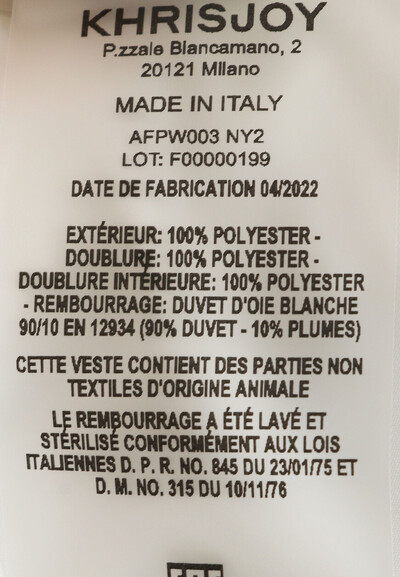 KHRISJOY
P.zzale Biancamano, 2
20121 Milano
MADE IN ITALY
AFPW003 NY2
LOT: F00000199
DATE DE FABRICATION 04/2022
EXTÉRIEUR: 100% POLYESTER -
DOUBLURE: 100% POLYESTER -
DOUBLURE INTÉRIEURE: 100% POLYESTER
- REMBOURRAGE: DUVET D'OIE BLANCHE
90/10 EN 12934 (90% DUVET - 10% PLUMES)
CETTE VESTE CONTIENT DES PARTIES NON
TEXTILES D'ORIGINE ANIMALE
LE REMBOURRAGE A ÉTÉ LAVÉ ET
STÉRILISÉ CONFORMÉMENT AUX LOIS
ITALIENNES D. P. R. NO. 845 DU 23/01/75 ET
D. M. NO. 315 DU 10/11/76